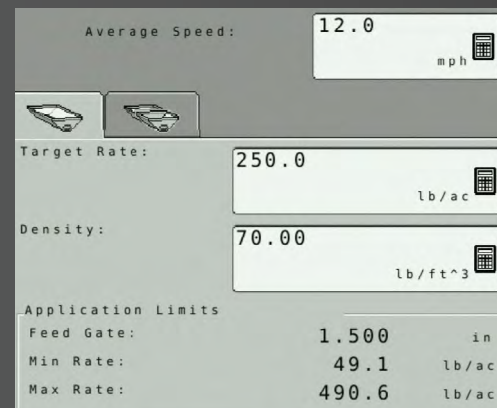 Average Speed: 12.0 mph
Target Rate: 250.0 lb/ac
Density: 70.00 lb/ft^3
Application Limits
Feed Gate: 1.500 in
Min Rate: 49.1 lb/ac
Max Rate: 490.6 lb/ac